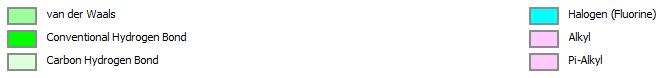 van der Waals
Conventional Hydrogen Bond
Carbon Hydrogen Bond
Halogen (Fluorine)
Alkyl
Pi-Alkyl